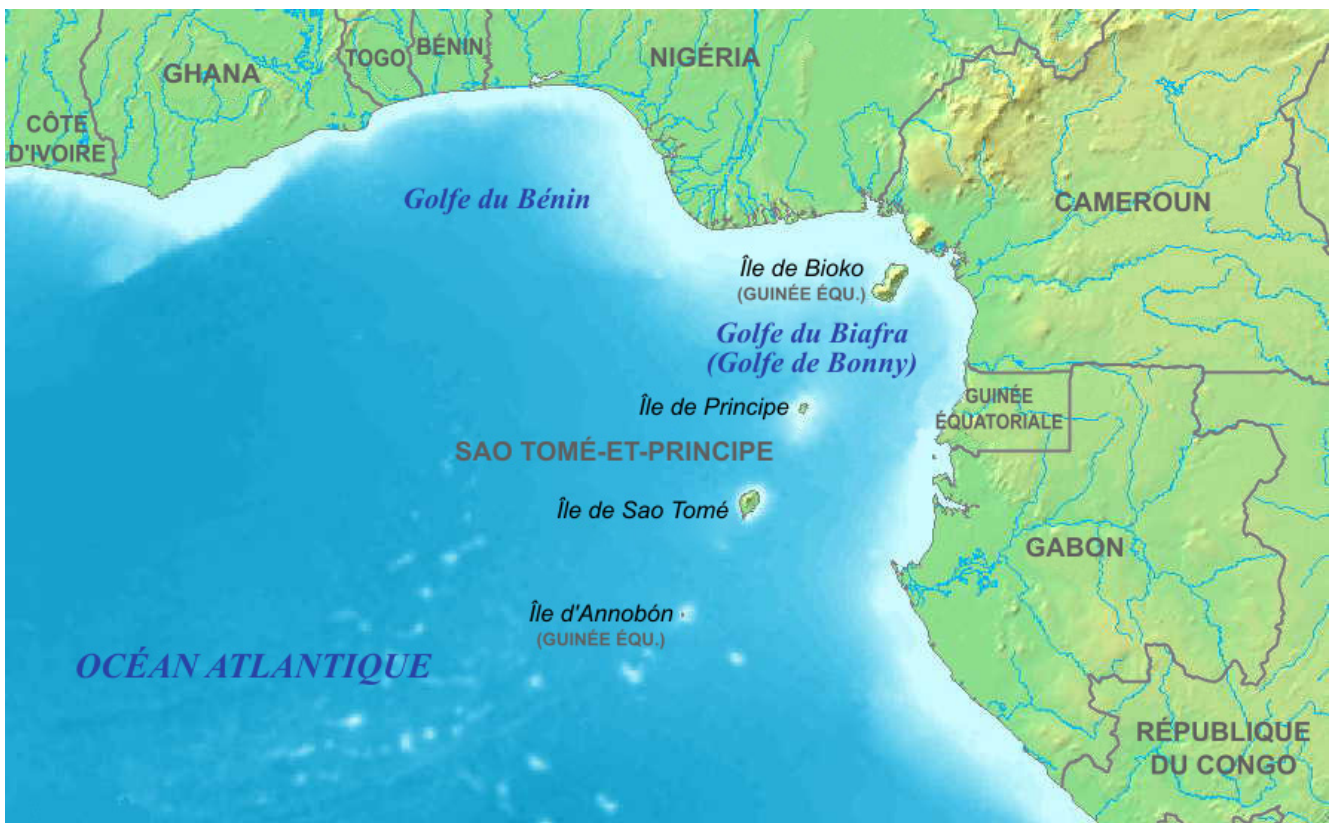 BÉNIN
TOGO
NIGÉRIA
GHANA
CÔTE
D'IVOIRE
Golfe du Bénin
CAMEROUN
Île de Bioko
(GUINÉE ÉQU.)
Golfe du Biafra
(Golfe de Bonny)
Île de Principe
GUINÉE
ÉQUATORIALE
SAO TOMÉ-ET-PRINCIPE
Île de Sao Tomé
GABON
Île d'Annobón
(GUINÉE ÉQU.)
OCÉAN ATLANTIQUE
RÉPUBLIQUE
DU CONGO